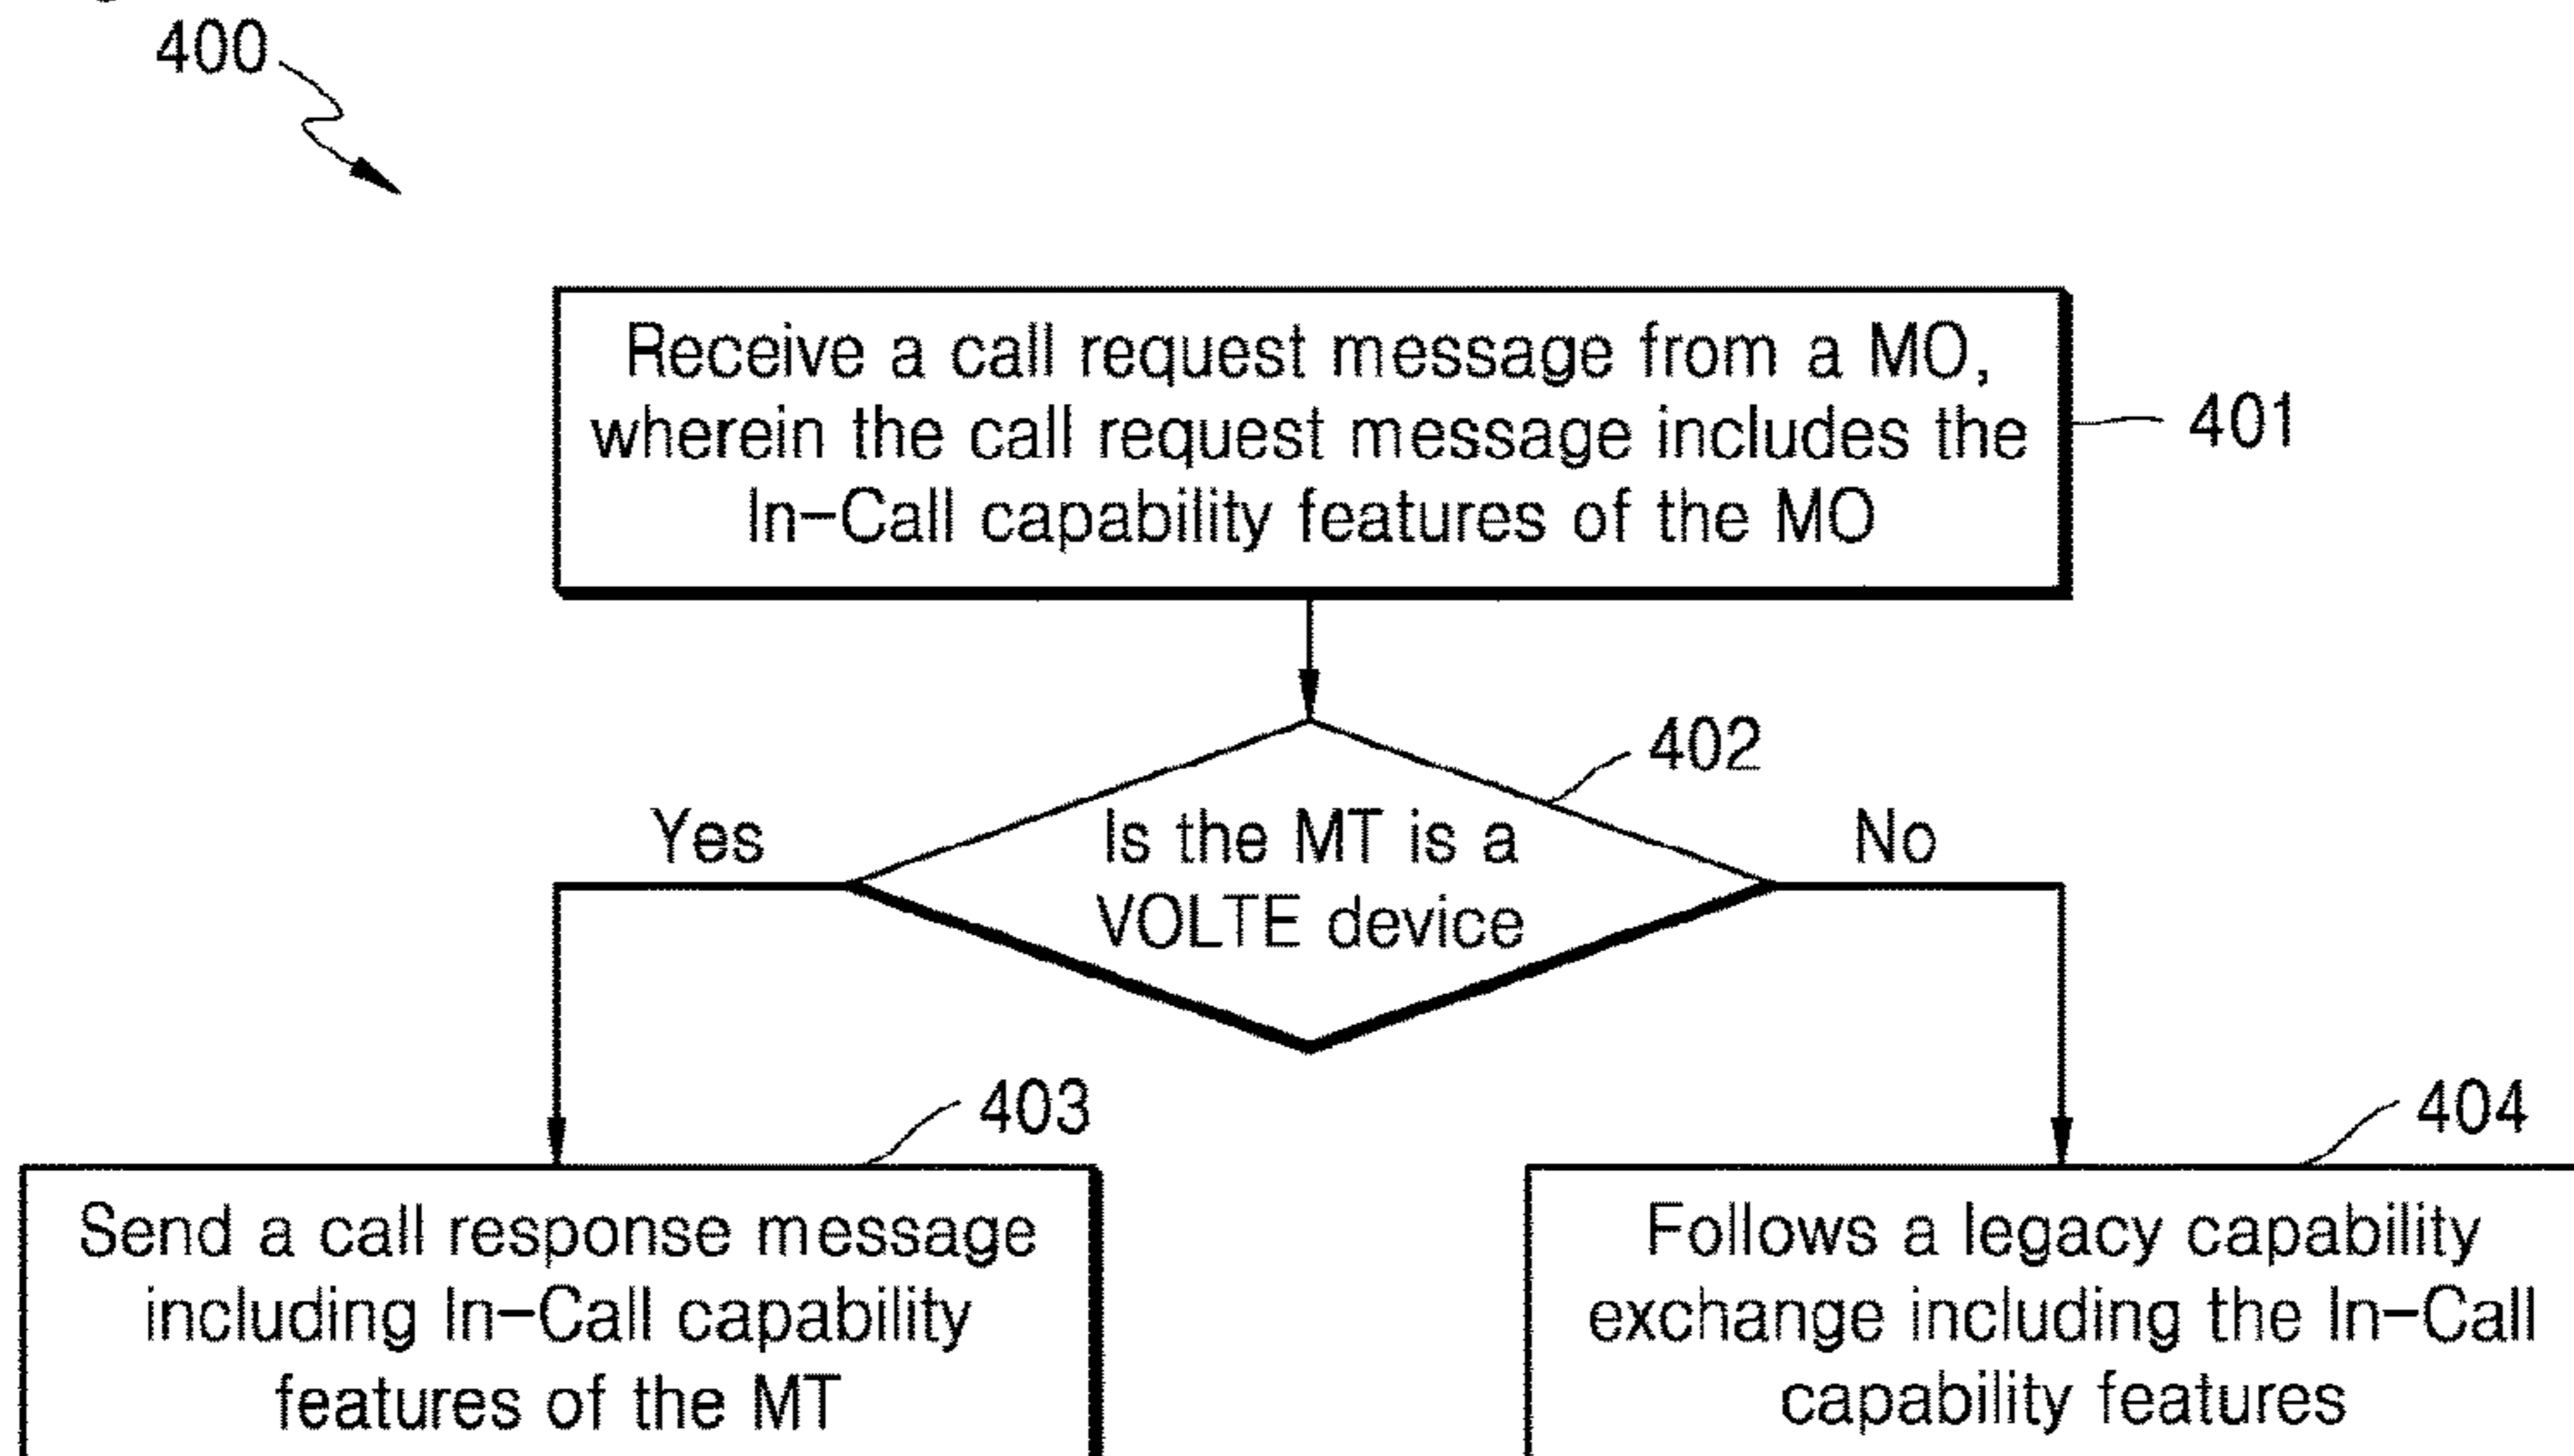 400
Receive a call request message from a MO,
wherein the call request message includes the
In-Call capability features of the MO
401
402
Yes
Is the MT is a
VOLTE device
No
403
Send a call response message
including In-Call capability
features of the MT
404
Follows a legacy capability
exchange including the In-Call
capability features